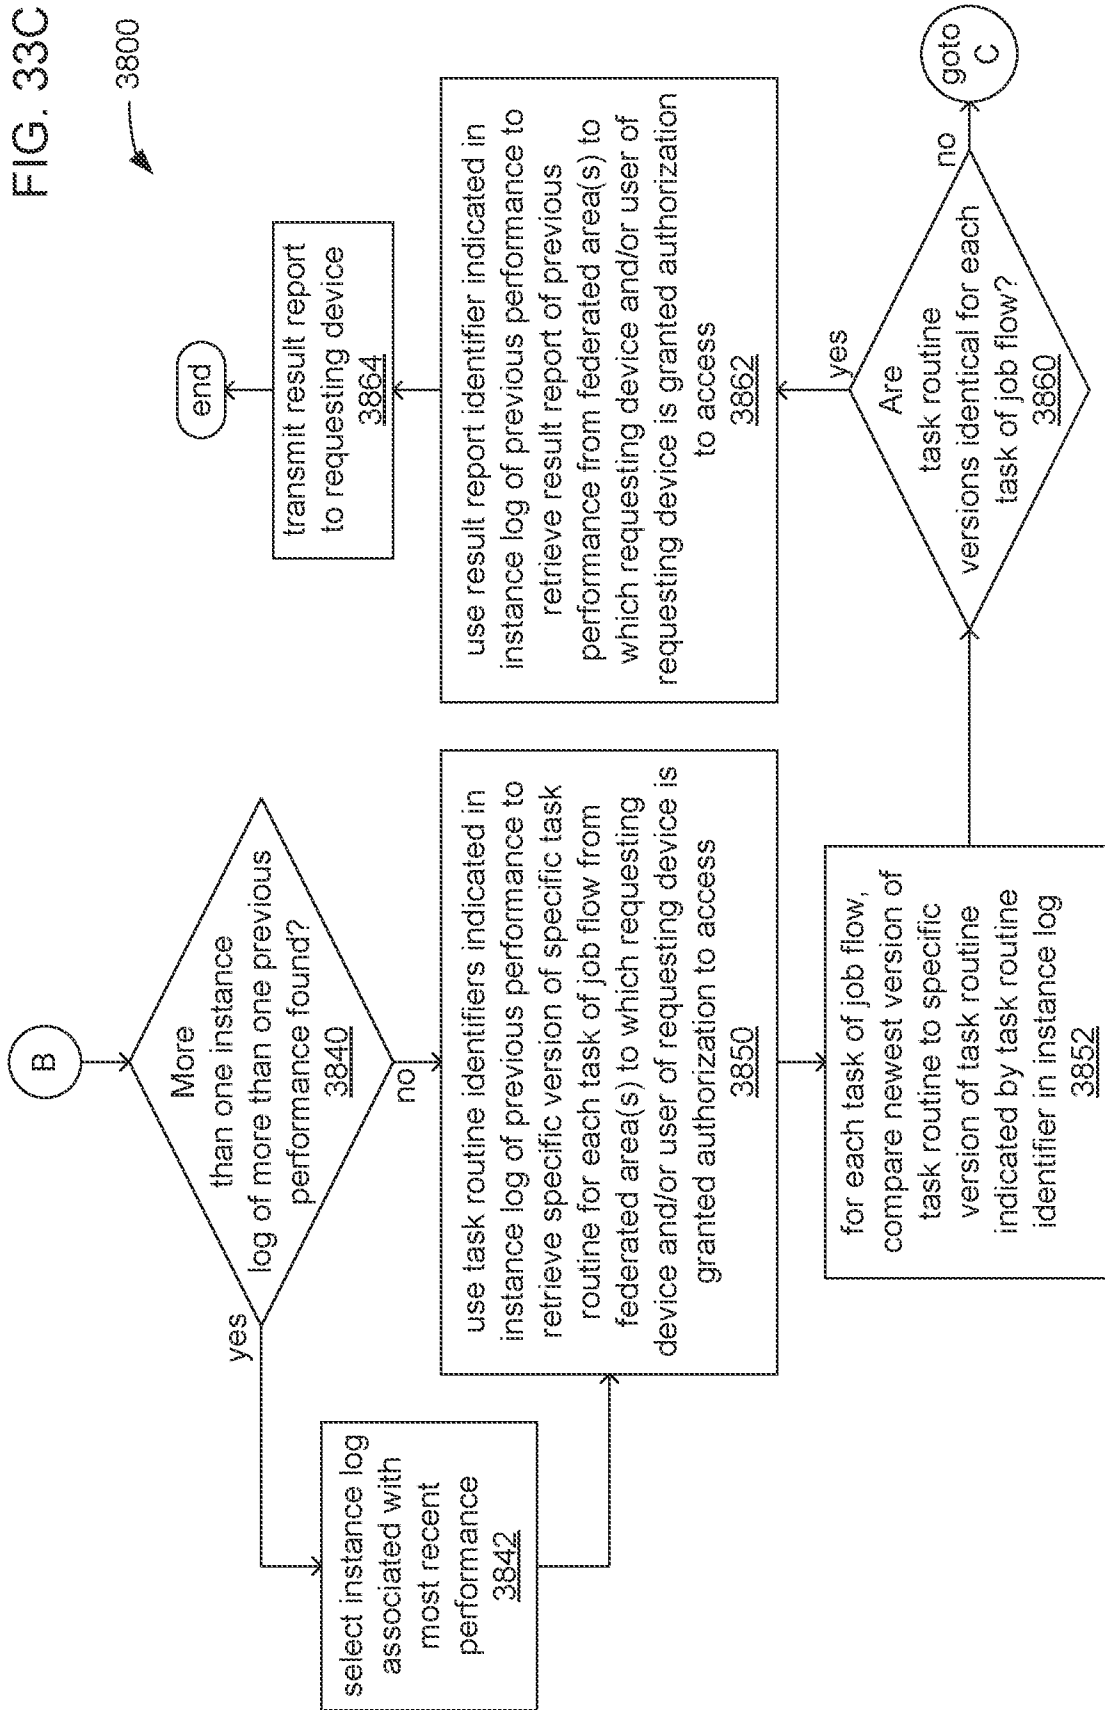 FIG. 33C
3800
B
More
than one instance
log of more than one previous
performance found?
3840
yes
no
select instance log
associated with
most recent
performance
3842
use task routine identifiers indicated in
instance log of previous performance to
retrieve specific version of specific task
routine for each task of job flow from
federated area(s) to which requesting
device and/or user of requesting device is
granted authorization to access
3850
for each task of job flow,
compare newest version of
task routine to specific
version of task routine
indicated by task routine
identifier in instance log
3852
Are
task routine
versions identical for each
task of job flow?
3860
yes
no
goto
C
use result report identifier indicated in
instance log of previous performance to
retrieve result report of previous
performance from federated area(s) to
which requesting device and/or user of
requesting device is granted authorization
to access
3862
transmit result report
to requesting device
3864
end